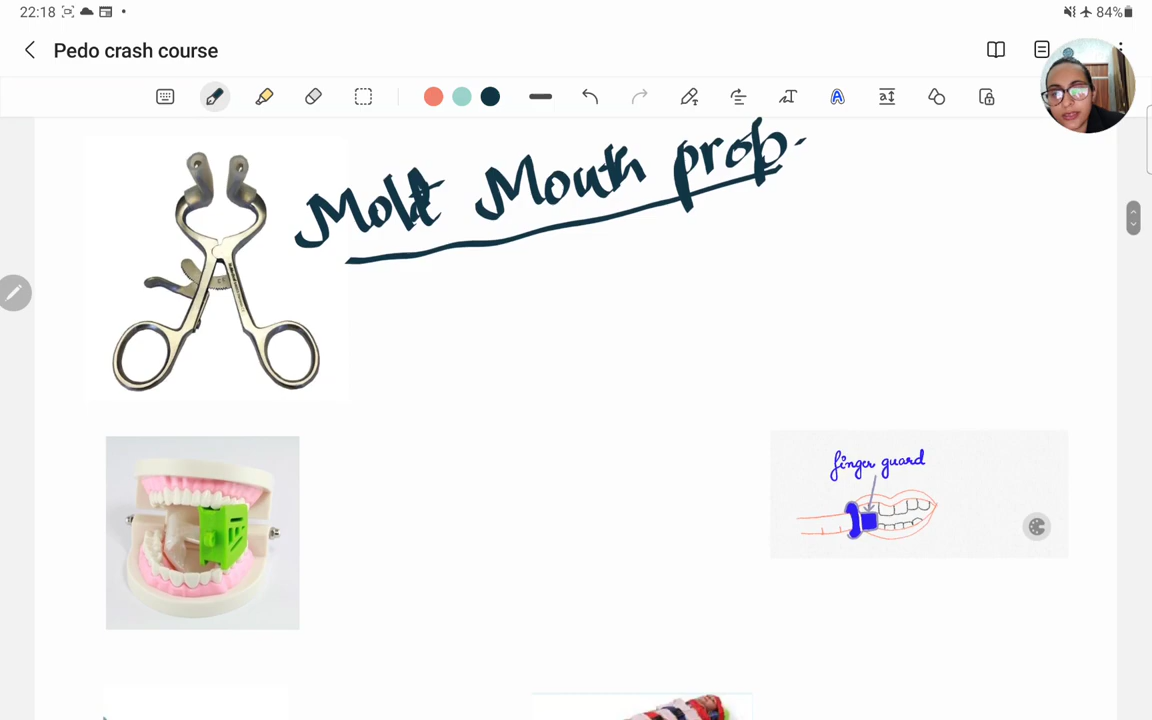 22:18
84%
Pedo crash course
Molt Mouth prop.
finger guard